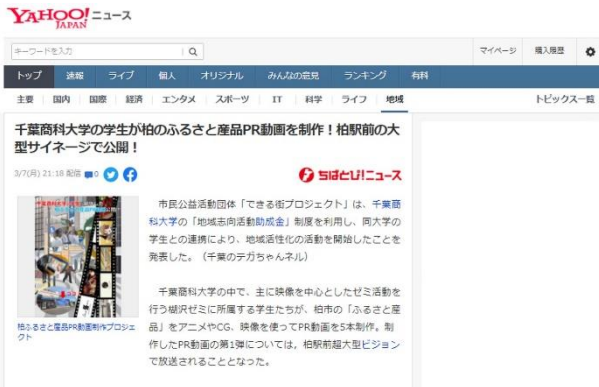 YAHOO! ニュース
JAPAN
キーワードを入力
マイページ 購入履歴
トップ 速報 ライブ 個人 オリジナル みんなの意見 ランキング 有料
主要 国内 国際 経済 エンタメ スポーツ IT 科学 ライフ 地域 トピックス一覧
千葉商科大学の学生が柏のふるさと産品PR動画を制作！柏駅前の大
型サイネージで公開！
3/7(月) 21:18 配信 0
ちばとぴ!ニュース
市民公益活動団体「できる街プロジェクト」は、千葉商
科大学の「地域志向活動助成金」制度を利用し、同大学の
学生との連携により、地域活性化の活動を開始したことを
発表した。（千葉のテガちゃんネル）
千葉商科大学の中で、主に映像を中心としたゼミ活動を
行う楜沢ゼミに所属する学生たちが、柏市の「ふるさと産
品」をアニメやCG、映像を使ってPR動画を5本制作。制
作したPR動画の第1弾については、柏駅前超大型ビジョン
で放送されることとなった。
柏ふるさと産品PR動画制作プロジェ
クト